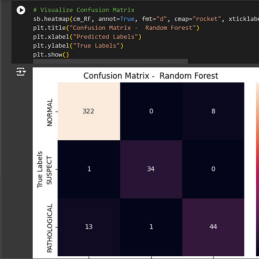 # Visualize Confusion Matrix
sb.heatmap(cm_RF, annot=True, fmt="d", cmap="rocket", xticklabe
plt.title("Confusion Matrix -  Random Forest")
plt.xlabel("Predicted Labels")
plt.ylabel("True Labels")
plt.show()
Confusion Matrix -  Random Forest
True Labels
NORMAL
322 0 8
SUSPECT
1 34 0
PATHOLOGICAL
13 1 44